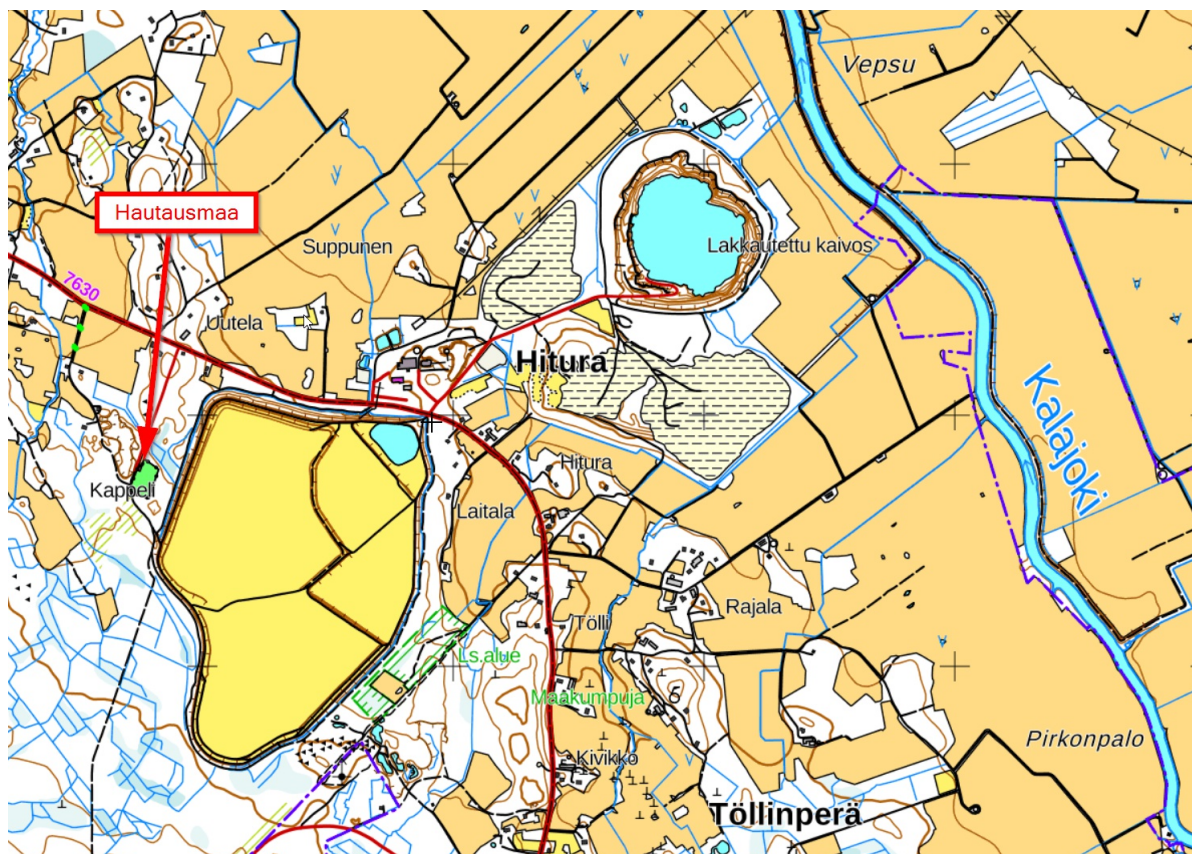 Vepsu
Hautausmaa
Suppunen
Lakkautettu kaivos
7630
Uutela
Hitura
Kalajoki
Hitura
Kappeli
Laitala
Rajala
Tölli
Ls.alue
Maakumpuja
Pirkonpalo
Kivikko
Töllinperä